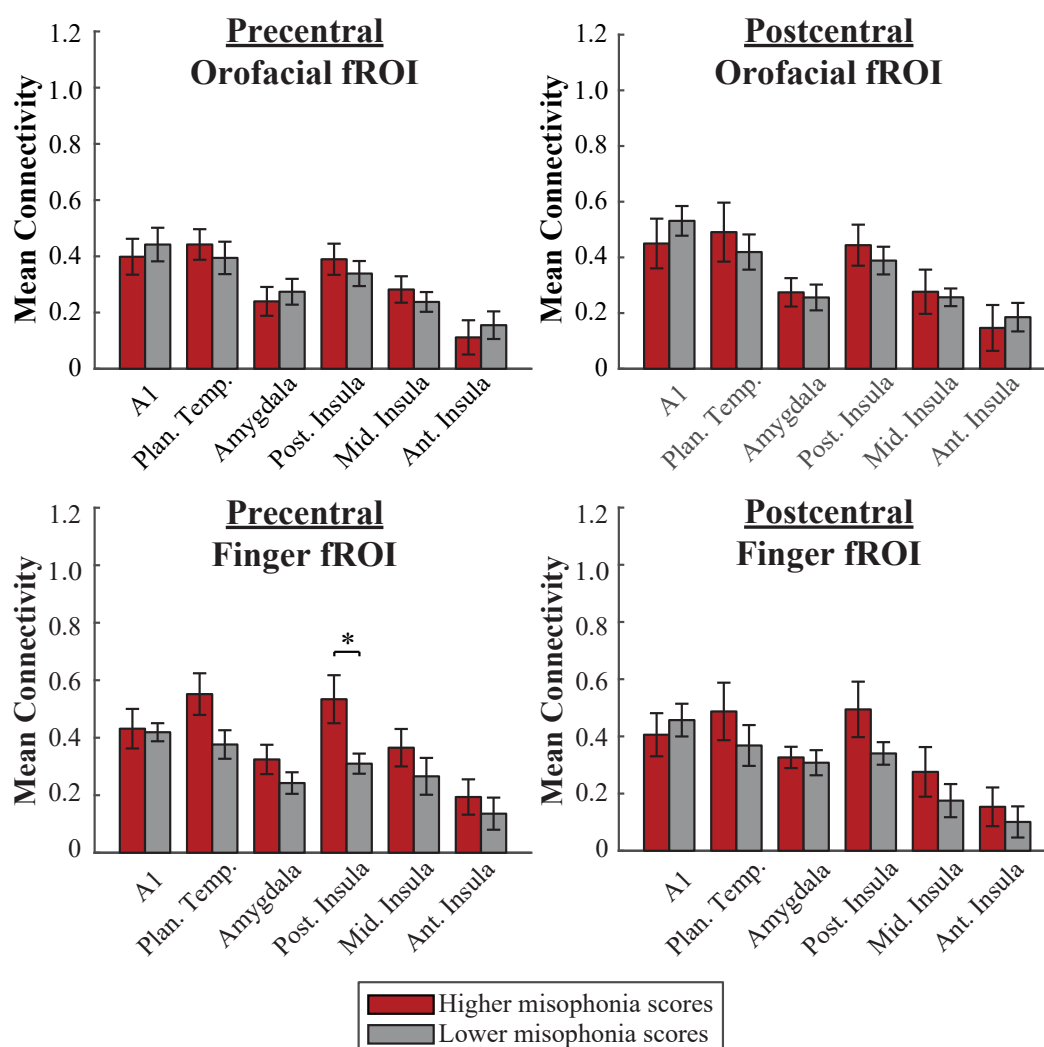 Precentral
Orofacial fROI
Mean Connectivity
1.2
1.0
0.8
0.6
0.4
0.2
0
A1
Plan. Temp.
Amygdala
Post. Insula
Mid. Insula
Ant. Insula
Postcentral
Orofacial fROI
Mean Connectivity
1.2
1.0
0.8
0.6
0.4
0.2
0
A1
Plan. Temp.
Amygdala
Post. Insula
Mid. Insula
Ant. Insula
Precentral
Finger fROI
Mean Connectivity
1.2
1.0
0.8
0.6
0.4
0.2
0
*
A1
Plan. Temp.
Amygdala
Post. Insula
Mid. Insula
Ant. Insula
Postcentral
Finger fROI
Mean Connectivity
1.2
1.0
0.8
0.6
0.4
0.2
0
A1
Plan. Temp.
Amygdala
Post. Insula
Mid. Insula
Ant. Insula
Higher misophonia scores
Lower misophonia scores